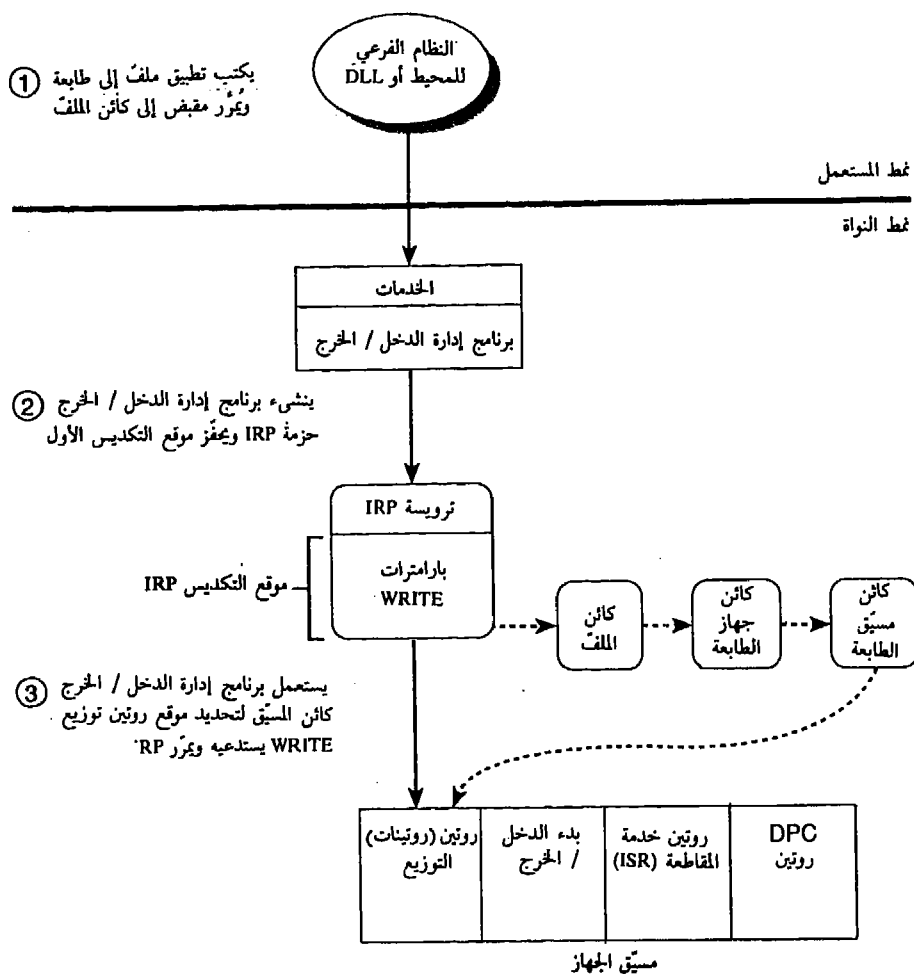 النظام الفرعي
للمحيط أو DLL
① يكتب تطبيق ملفّ إلى طابعة
ويُمرَّر مقبض إلى كائن الملفّ
نمط المستعمل
نمط النواة
الخدمات
برنامج إدارة الدخل / الخرج
② ينشىء برنامج إدارة الدخل / الخرج
حزمة IRP ويحفّز موقع التكديس الأول
ترويسة IRP
بارامترات
WRITE
موقع التكديس IRP
كائن
الملفّ
كائن
جهاز
الطابعة
كائن
مسيّق
الطابعة
③ يستعمل برنامج إدارة الدخل / الخرج
كائن المسيّق لتحديد موقع روتين توزيع
WRITE يستدعيه ويمرّر RP
روتين (روتينات)
التوزيع
بدء الدخل
/ الخرج
روتين خدمة
المقاطعة (ISR)
DPC
روتين
مسيّق الجهاز